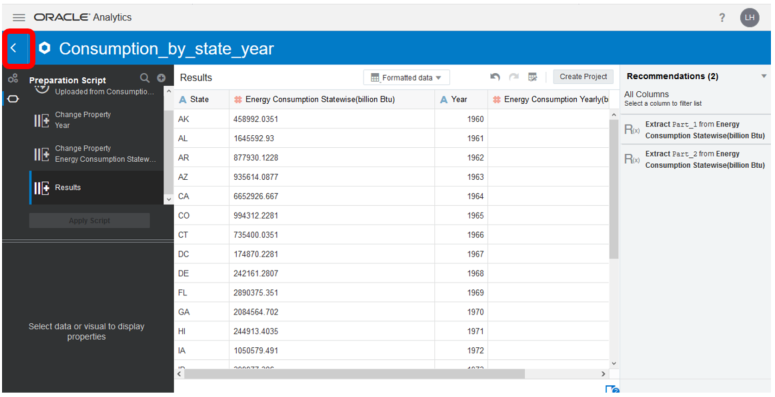 ORACLE Analytics
? LH
Consumption_by_state_year
Preparation Script
Uploaded from Consumptio...
Change Property
Year
Change Property
Energy Consumption Statew...
Results
Apply Script
Select data or visual to display
properties
Results
Formatted data
Create Project
A State # Energy Consumption Statewise(billion Btu) A Year # Energy Consumption Yearly(b
AK 458992.0351 1960
AL 1645592.93 1961
AR 877930.1228 1962
AZ 935614.0877 1963
CA 6652926.667 1964
CO 994312.2281 1965
CT 735400.0351 1966
DC 174870.2281 1967
DE 242161.2807 1968
FL 2890375.351 1969
GA 2084564.702 1970
HI 244913.4035 1971
IA 1050579.491 1972
Recommendations (2)
All Columns
Select a column to filter list
R(x) Extract Part_1 from Energy
Consumption Statewise(billion Btu)
R(x) Extract Part_2 from Energy
Consumption Statewise(billion Btu)